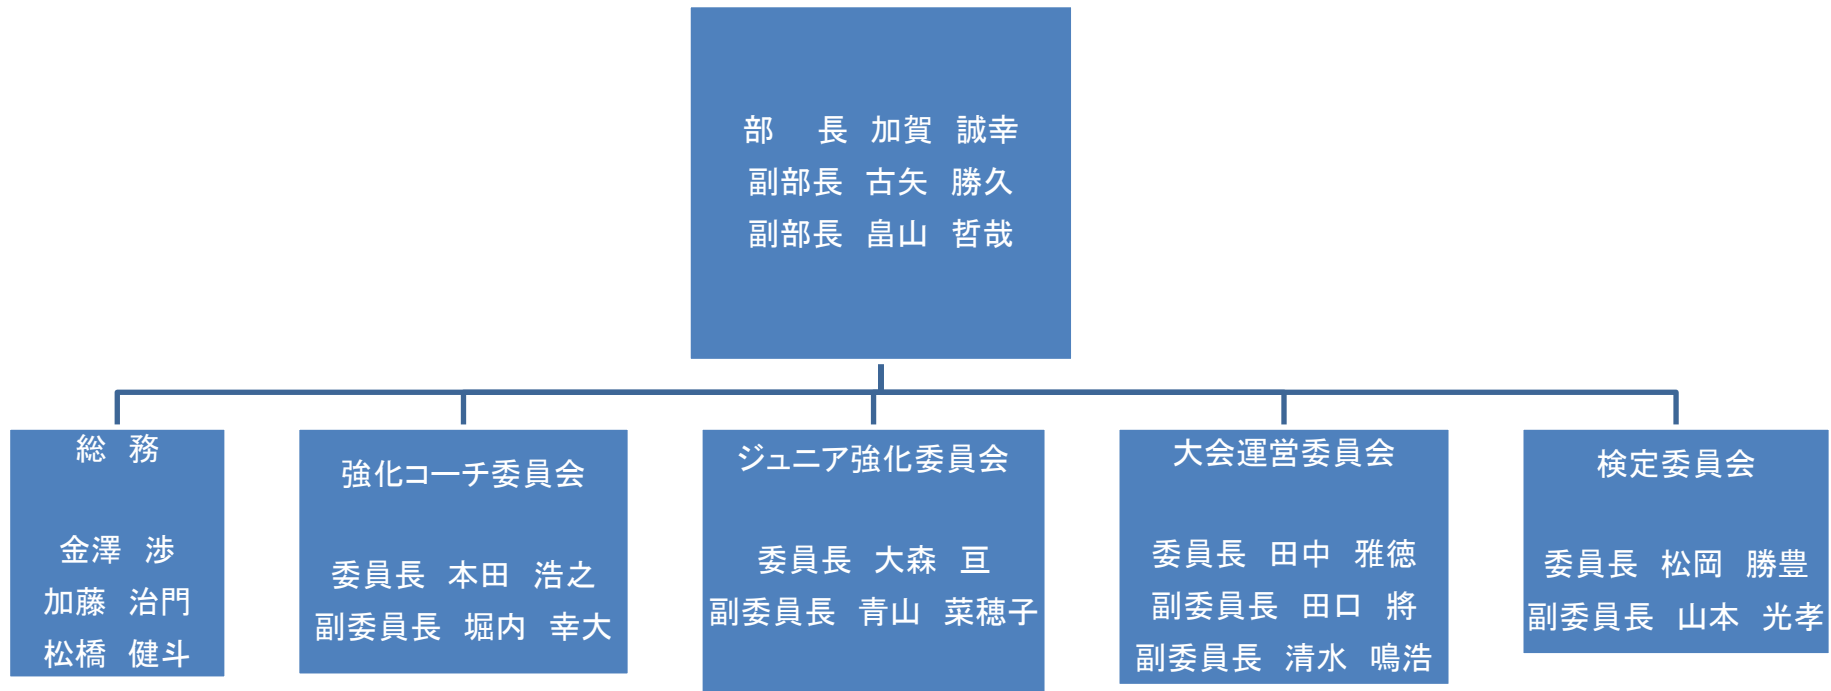 部　長　加賀　誠幸
副部長　古矢　勝久
副部長　畠山　哲哉
総　務
金澤　渉
加藤　治門
松橋　健斗
強化コーチ委員会
委員長　本田　浩之
副委員長　堀内　幸大
ジュニア強化委員会
委員長　大森　亘
副委員長　青山　菜穂子
大会運営委員会
委員長　田中　雅徳
副委員長　田口　將
副委員長　清水　鳴浩
検定委員会
委員長　松岡　勝豊
副委員長　山本　光孝